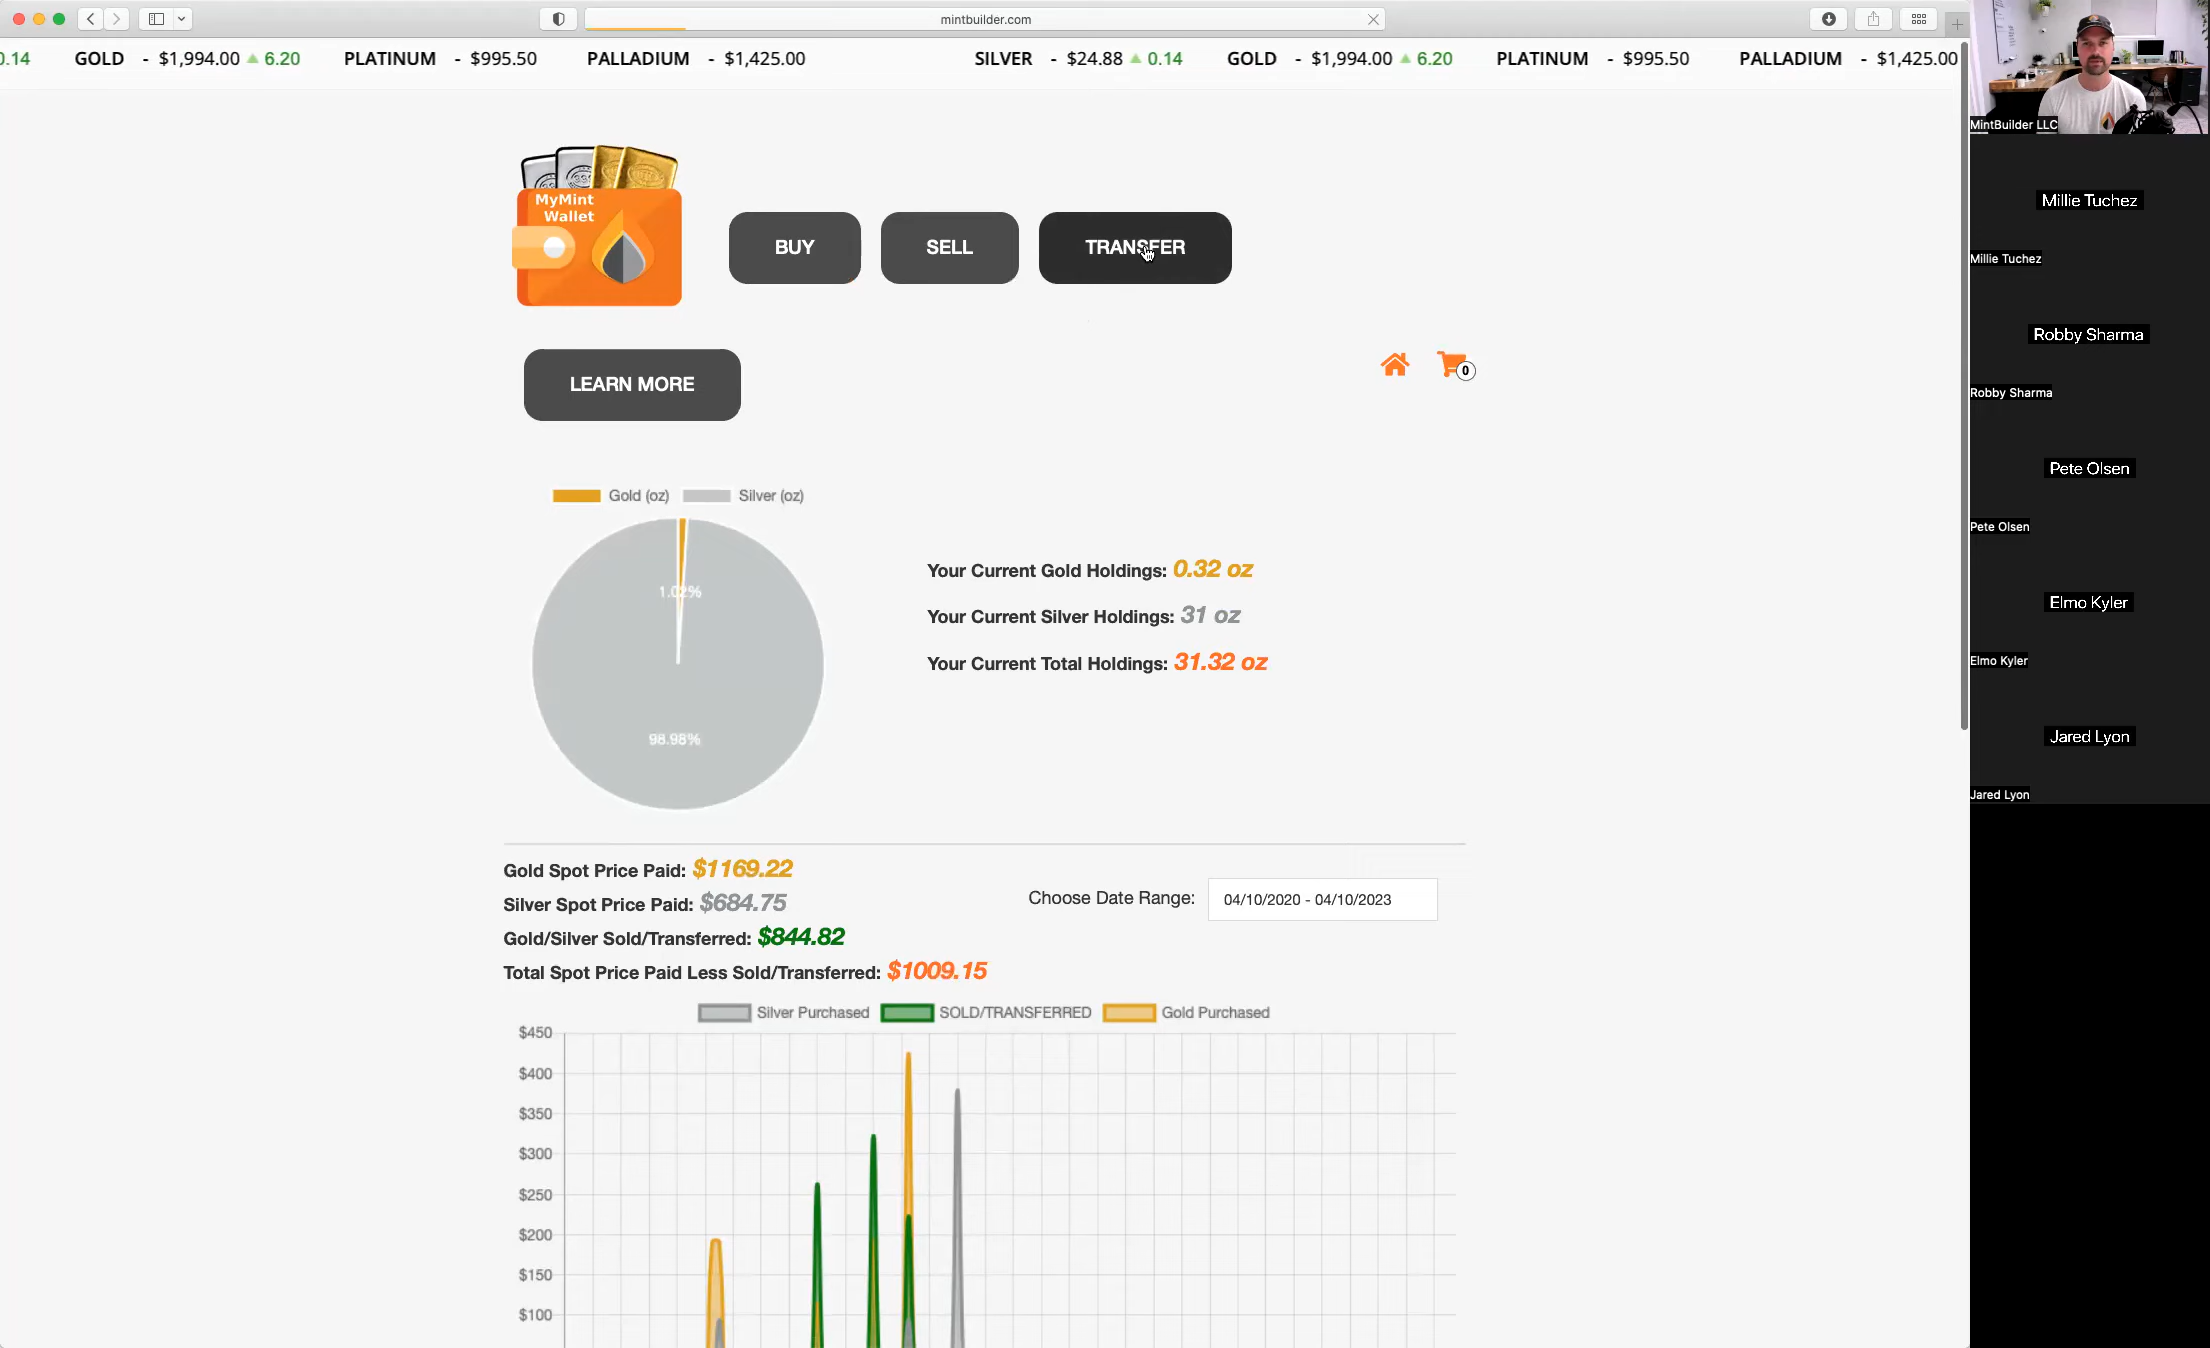 mintbuilder.com
0.14 GOLD - $1,994.00 ▲ 6.20 PLATINUM - $995.50 PALLADIUM - $1,425.00 SILVER - $24.88 ▲ 0.14 GOLD - $1,994.00 ▲ 6.20 PLATINUM - $995.50 PALLADIUM - $1,425.00
MyMint
Wallet
BUY SELL TRANSFER
LEARN MORE
0
Gold (oz) Silver (oz)
1.02%
98.98%
Your Current Gold Holdings: 0.32 oz
Your Current Silver Holdings: 31 oz
Your Current Total Holdings: 31.32 oz
Gold Spot Price Paid: $1169.22
Silver Spot Price Paid: $684.75
Gold/Silver Sold/Transferred: $844.82
Total Spot Price Paid Less Sold/Transferred: $1009.15
Choose Date Range: 04/10/2020 - 04/10/2023
Silver Purchased SOLD/TRANSFERRED Gold Purchased
$450
$400
$350
$300
$250
$200
$150
$100
MintBuilder LLC
Millie Tuchez
Millie Tuchez
Robby Sharma
Robby Sharma
Pete Olsen
Pete Olsen
Elmo Kyler
Elmo Kyler
Jared Lyon
Jared Lyon